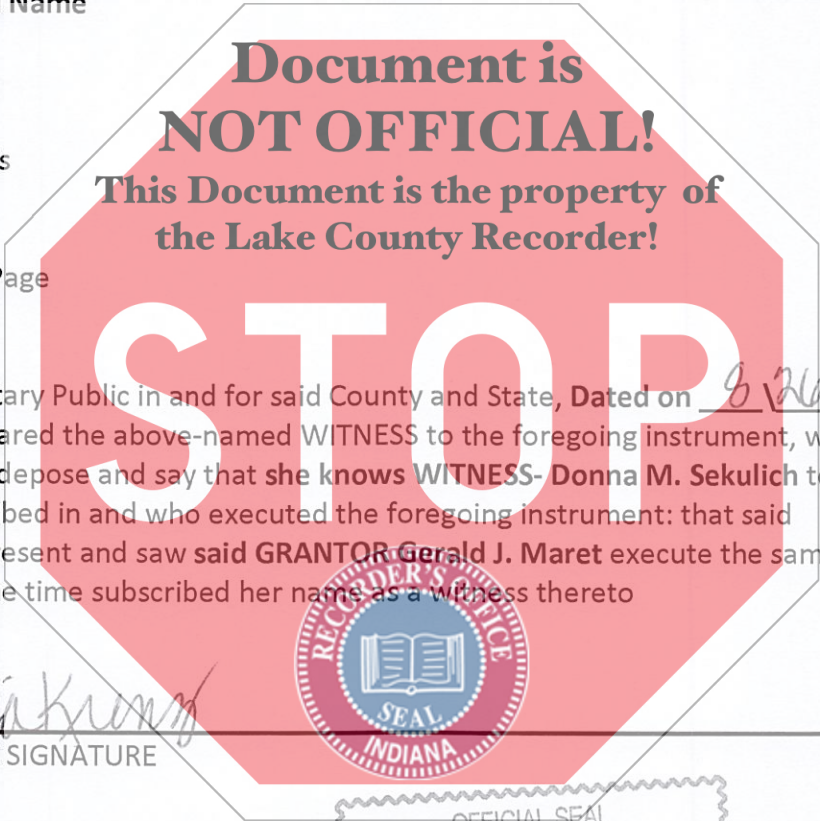 Name
Document is
NOT OFFICIAL!
This Document is the property of
the Lake County Recorder!
s
age
STOP
tary Public in and for said County and State, Dated on 8 \ 26
ared the above-named WITNESS to the foregoing instrument, w
depose and say that she knows WITNESS- Donna M. Sekulich t
bed in and who executed the foregoing instrument: that said
esent and saw said GRANTOR Gerald J. Maret execute the sam
e time subscribed her name as a witness thereto
RECORDER'S OFFICE
SEAL
INDIANA
SIGNATURE
OFFICIAL SEAL